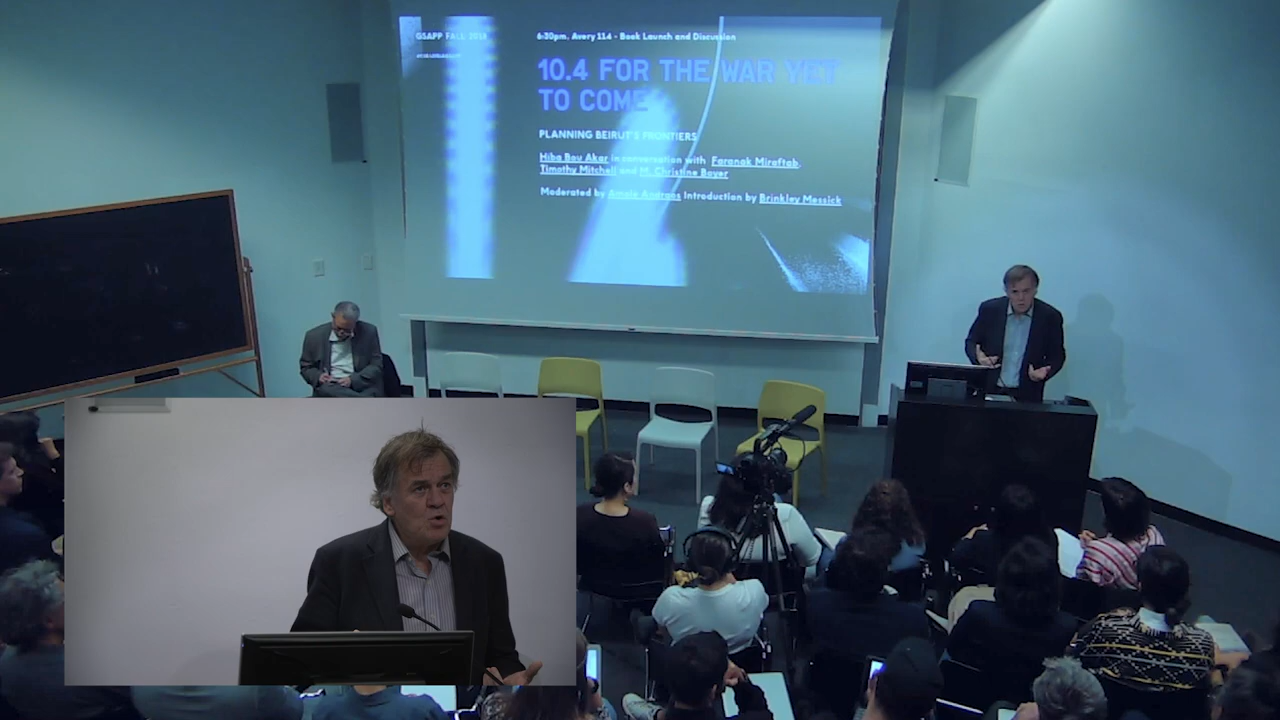 GSAPP FALL 2018
6:30pm, Avery 114 - Book Launch and Discussion
10.4 FOR THE WAR YET
TO COME
PLANNING BEIRUT'S FRONTIERS
Hiba Bou Akar in conversation with Faranak Miraftab,
Timothy Mitchell and M. Christine Boyer
Moderated by Amale Andraos Introduction by Brinkley Messick